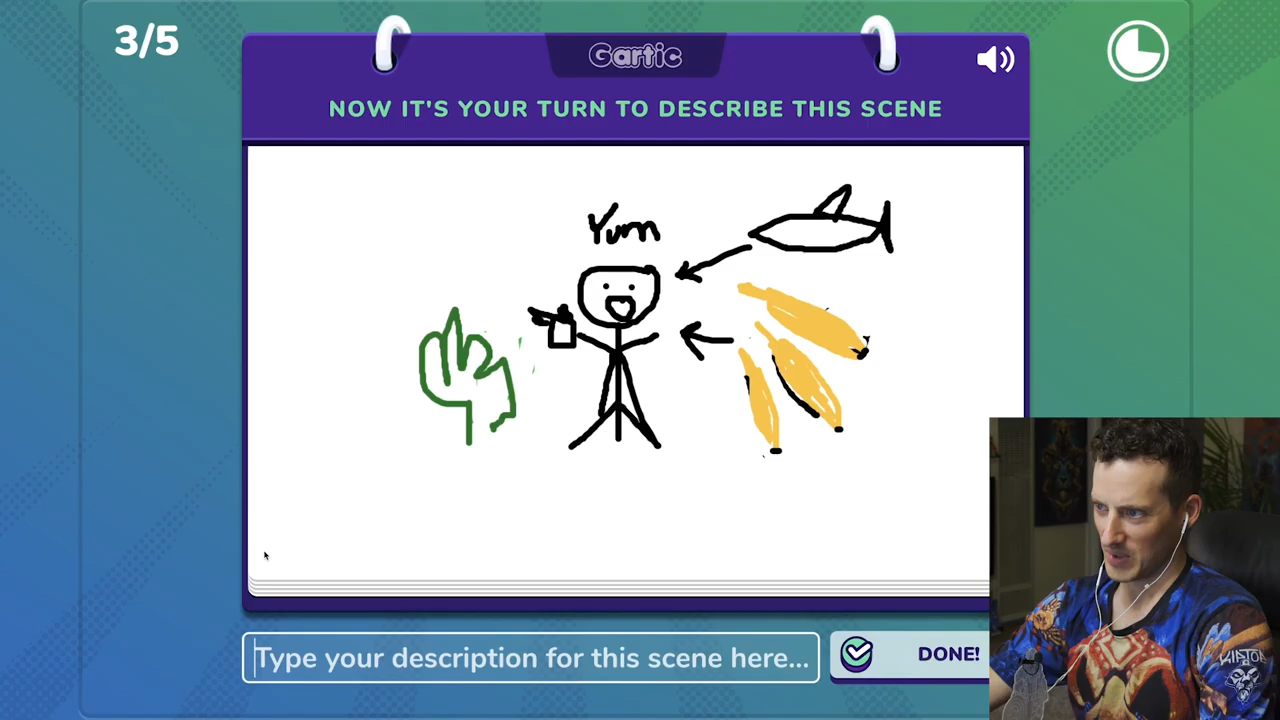 3/5
Gartic
NOW IT'S YOUR TURN TO DESCRIBE THIS SCENE
Yum
Type your description for this scene here...
DONE!